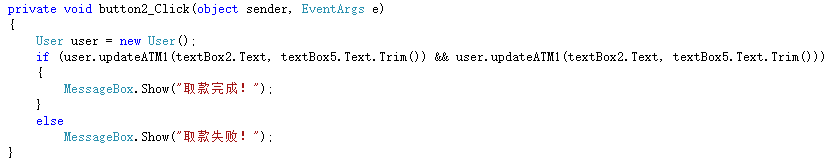 private void button2_Click(object sender, EventArgs e)
{
User user = new User();
if (user.updateATM1(textBox2.Text, textBox5.Text.Trim()) && user.updateATM1(textBox2.Text, textBox5.Text.Trim()))
{
MessageBox.Show("取款完成！");
}
else
MessageBox.Show("取款失败！");
}